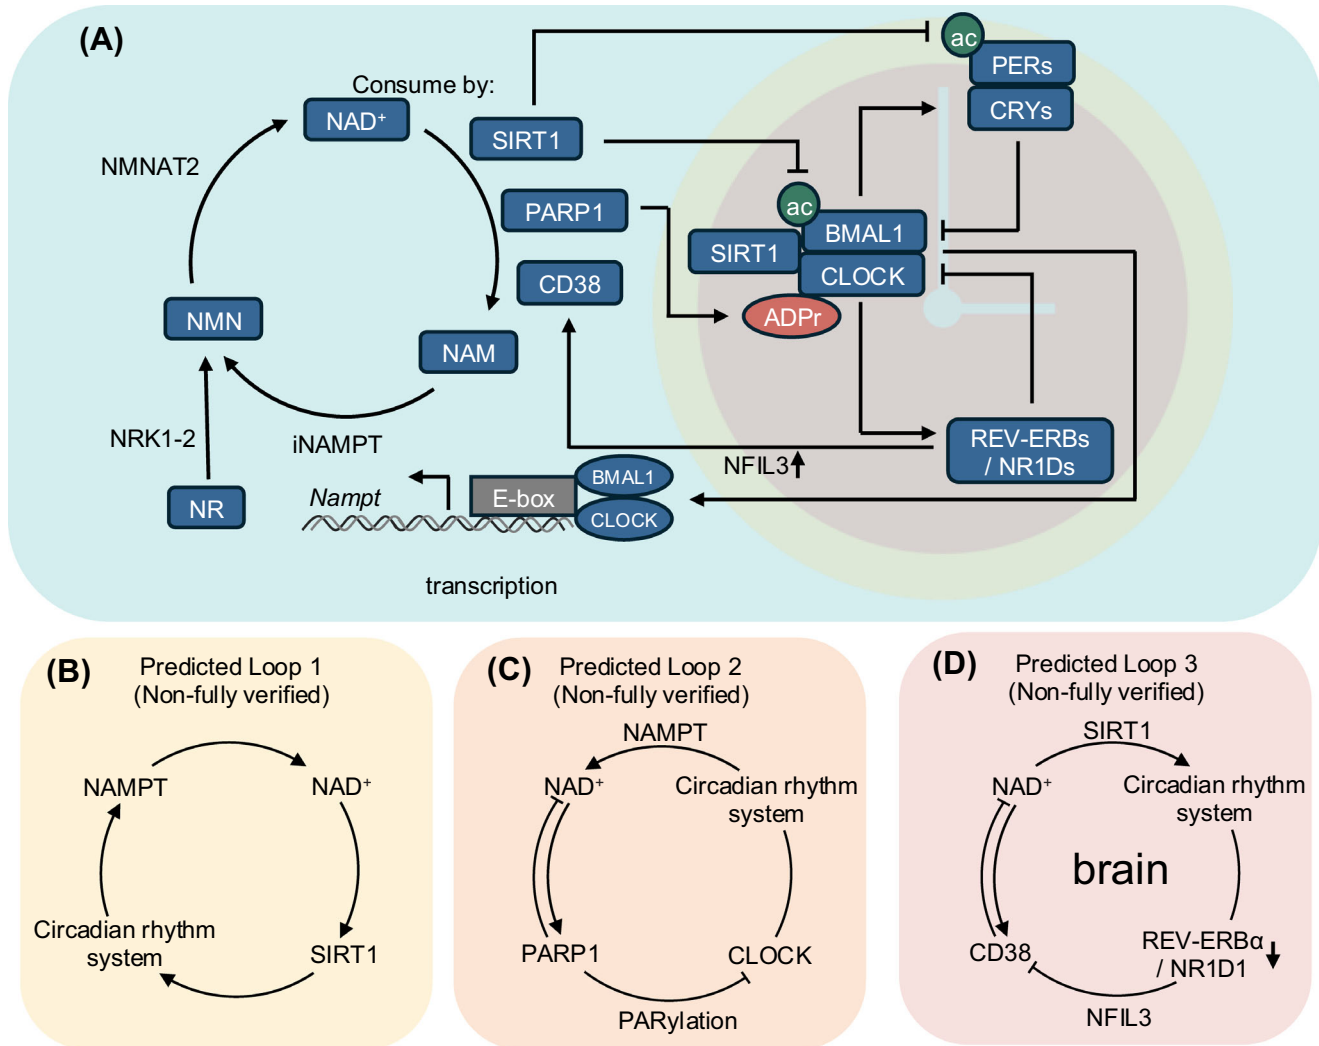 (A)
Consume by:
NAD+
SIRT1
PARP1
CD38
NMNAT2
NMN
NAM
NRK1-2
iNAMPT
NR
Nampt
E-box
BMAL1
CLOCK
transcription
ac
PERs
CRYs
ac
BMAL1
SIRT1
CLOCK
ADPr
REV-ERBs
/ NR1Ds
NFIL3
(B)
Predicted Loop 1
(Non-fully verified)
NAMPT
NAD+
Circadian rhythm
system
SIRT1
(C)
Predicted Loop 2
(Non-fully verified)
NAMPT
NAD+
Circadian rhythm
system
PARP1
CLOCK
PARylation
(D)
Predicted Loop 3
(Non-fully verified)
SIRT1
NAD+
Circadian rhythm
system
brain
CD38
REV-ERBα
/ NR1D1
NFIL3